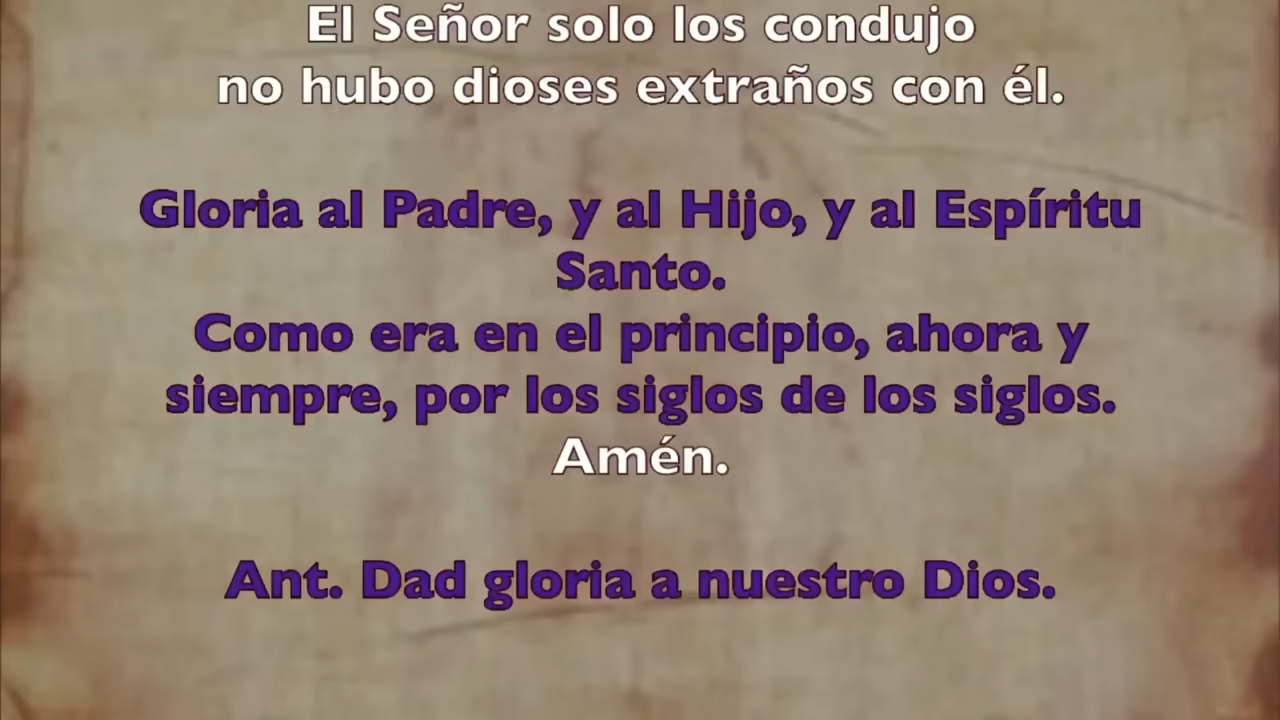 El Señor solo los condujo
no hubo dioses extraños con él.
Gloria al Padre, y al Hijo, y al Espíritu
Santo.
Como era en el principio, ahora y
siempre, por los siglos de los siglos.
Amén.
Ant. Dad gloria a nuestro Dios.